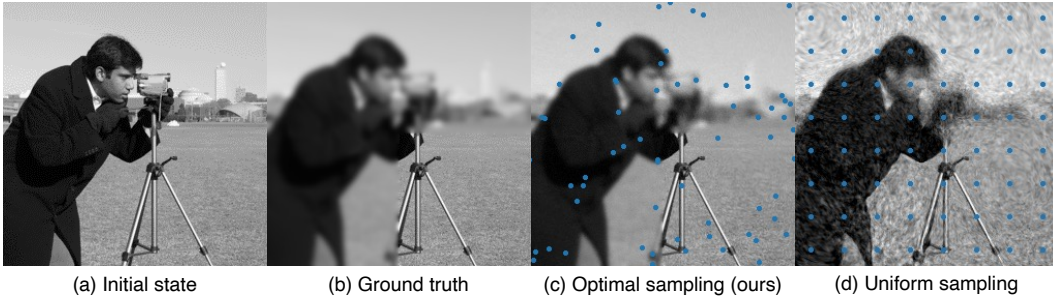 (a) Initial state
(b) Ground truth
(c) Optimal sampling (ours)
(d) Uniform sampling